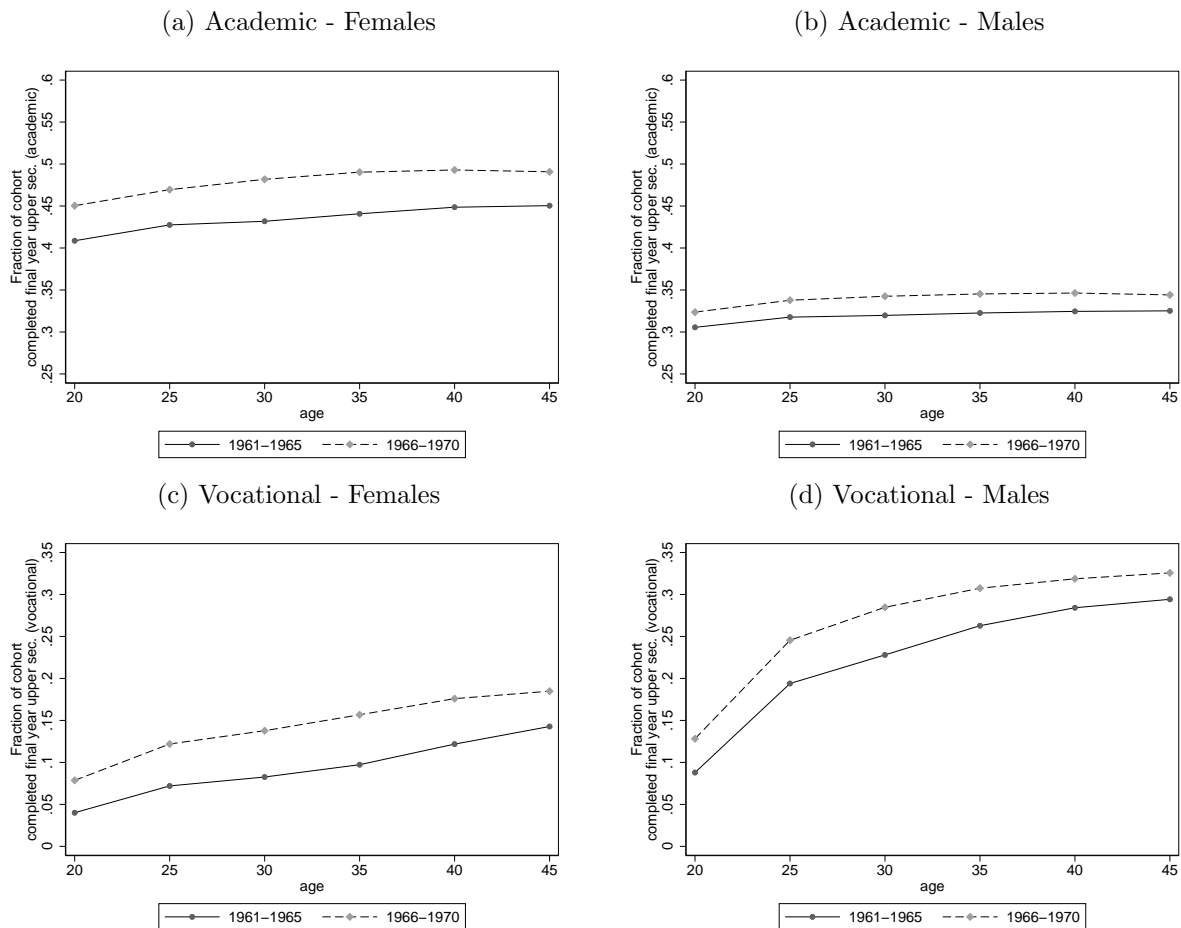 (a) Academic - Females
Fraction of cohort
completed final year upper sec. (academic)
.6
.55
.5
.45
.4
.35
.3
.25
20 25 30 35 40 45
age
1961–1965 1966–1970
(b) Academic - Males
Fraction of cohort
completed final year upper sec. (academic)
.6
.55
.5
.45
.4
.35
.3
.25
20 25 30 35 40 45
age
1961–1965 1966–1970
(c) Vocational - Females
Fraction of cohort
completed final year upper sec. (vocational)
.35
.3
.25
.2
.15
.1
.05
0
20 25 30 35 40 45
age
1961–1965 1966–1970
(d) Vocational - Males
Fraction of cohort
completed final year upper sec. (vocational)
.35
.3
.25
.2
.15
.1
.05
0
20 25 30 35 40 45
age
1961–1965 1966–1970